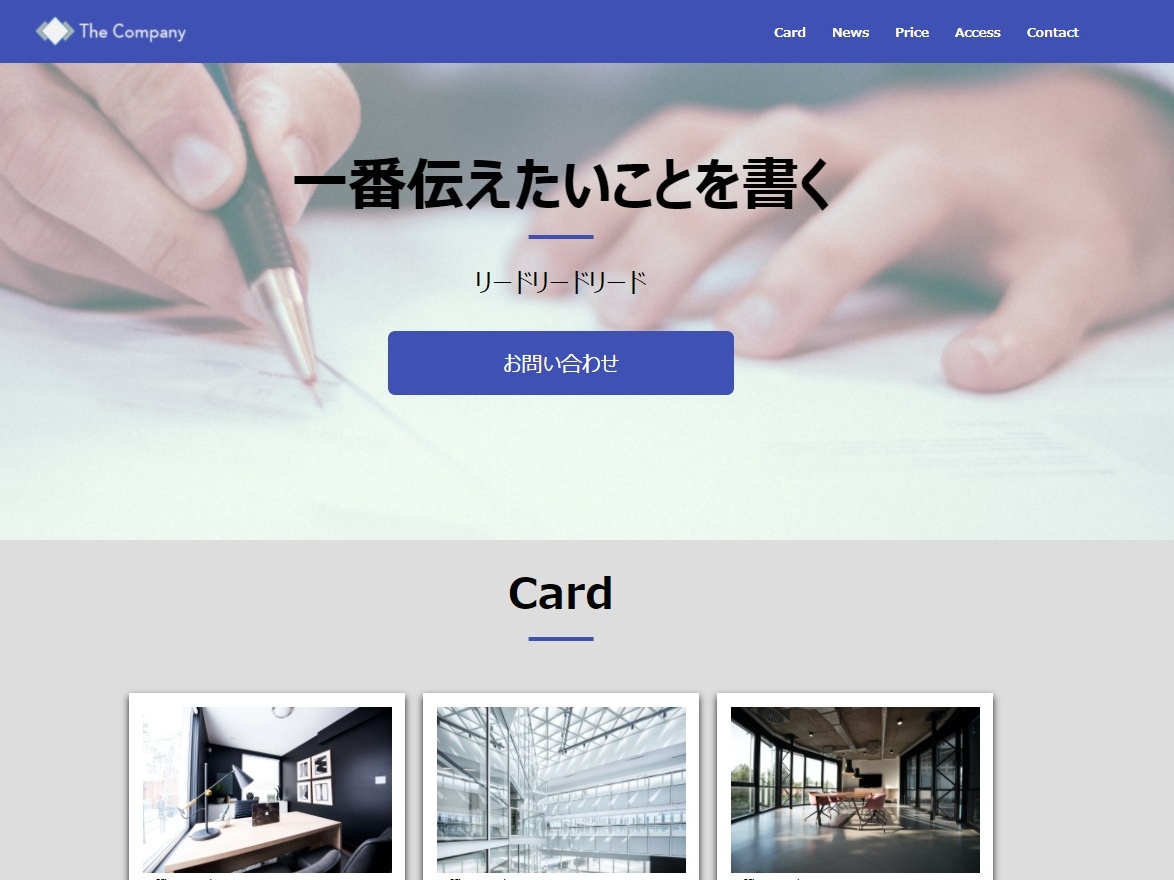 The Company
Card
News
Price
Access
Contact
一番伝えたいことを書く
リードリードリード
お問い合わせ
Card